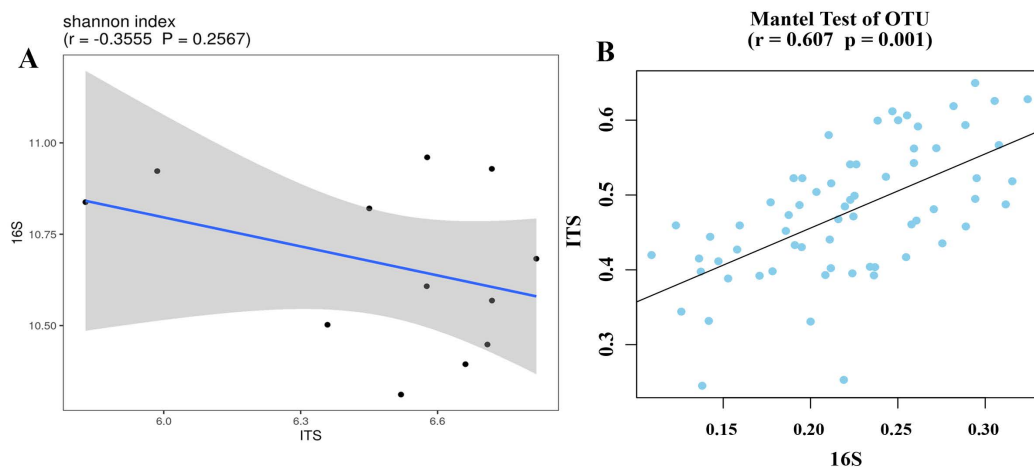 shannon index
(r = -0.3555 P = 0.2567)
A
16S
11.00
10.75
10.50
6.0
6.3
6.6
ITS
Mantel Test of OTU
(r = 0.607 p = 0.001)
B
ITS
0.6
0.5
0.4
0.3
0.15
0.20
0.25
0.30
16S